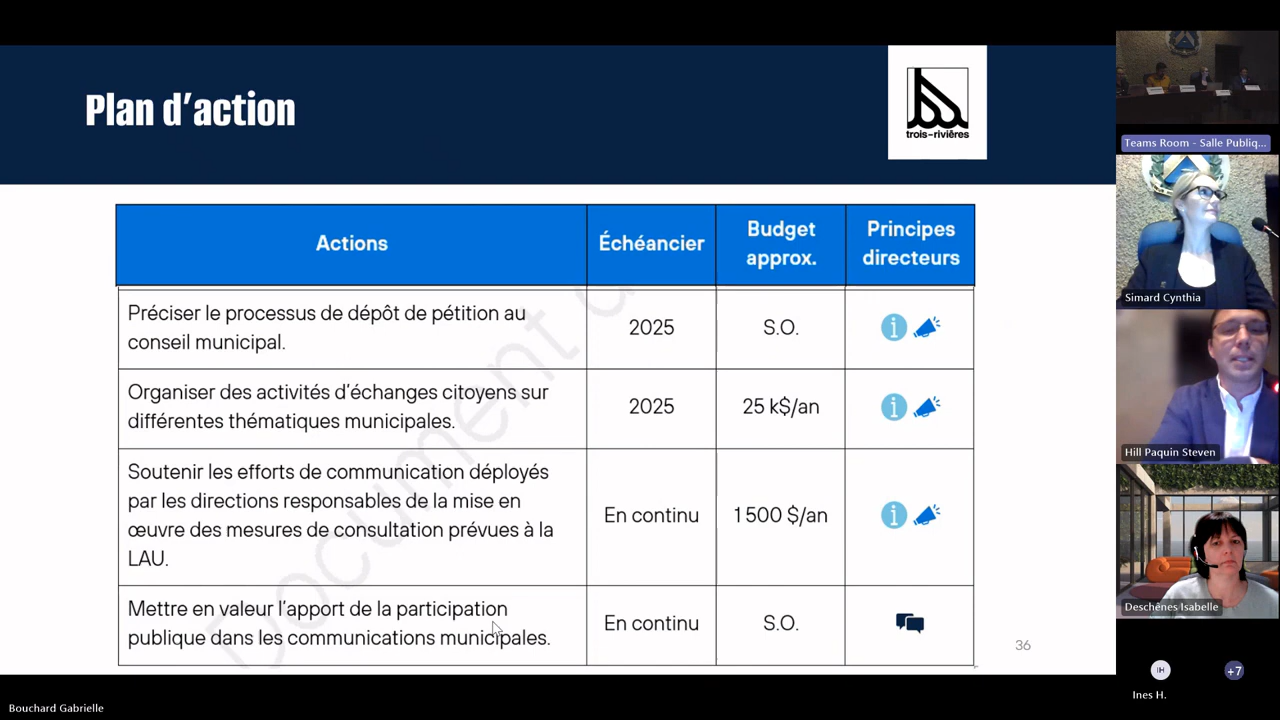 Plan d'action
trois-rivières
Actions
Échéancier
Budget
approx.
Principes
directeurs
Préciser le processus de dépôt de pétition au
conseil municipal.
2025
S.O.
Organiser des activités d'échanges citoyens sur
différentes thématiques municipales.
2025
25 k$/an
Soutenir les efforts de communication déployés
par les directions responsables de la mise en
œuvre des mesures de consultation prévues à la
LAU.
En continu
1 500 $/an
Mettre en valeur l'apport de la participation
publique dans les communications municipales.
En continu
S.O.
Document d
36
Teams Room - Salle Publiq...
Simard Cynthia
Hill Paquin Steven
Deschênes Isabelle
IH
+7
Ines H.
Bouchard Gabrielle